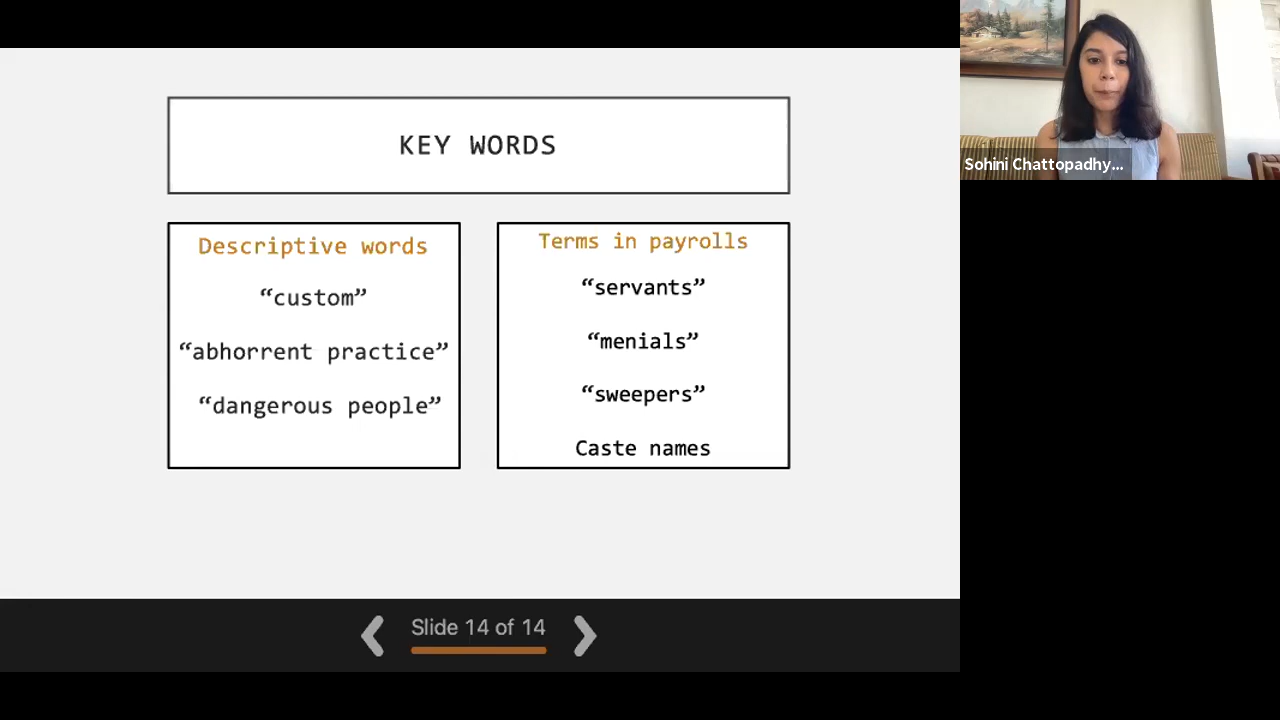 KEY WORDS
Descriptive words
“custom”
“abhorrent practice”
“dangerous people”
Terms in payrolls
“servants”
“menials”
“sweepers”
Caste names
Slide 14 of 14
Sohini Chattopadhy...